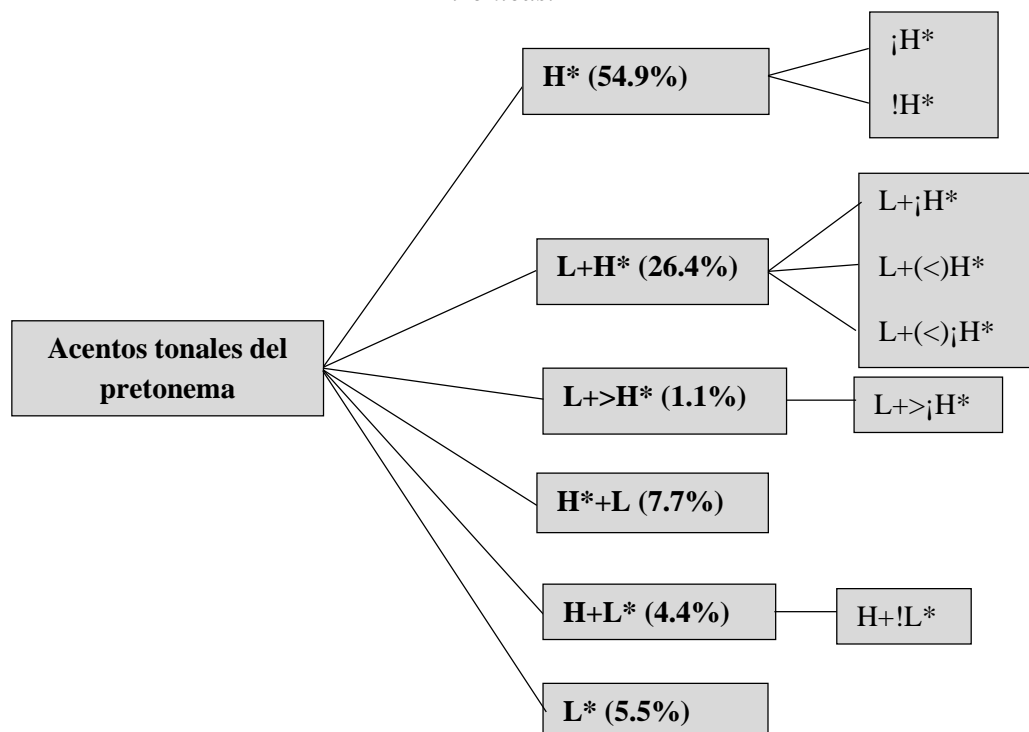 H* (54.9%)
¡H*
!H*
L+H* (26.4%)
L+¡H*
L+(<)H*
L+(<)¡H*
Acentos tonales del
pretonema
L+>H* (1.1%)
L+>¡H*
H*+L (7.7%)
H+L* (4.4%)
H+!L*
L* (5.5%)